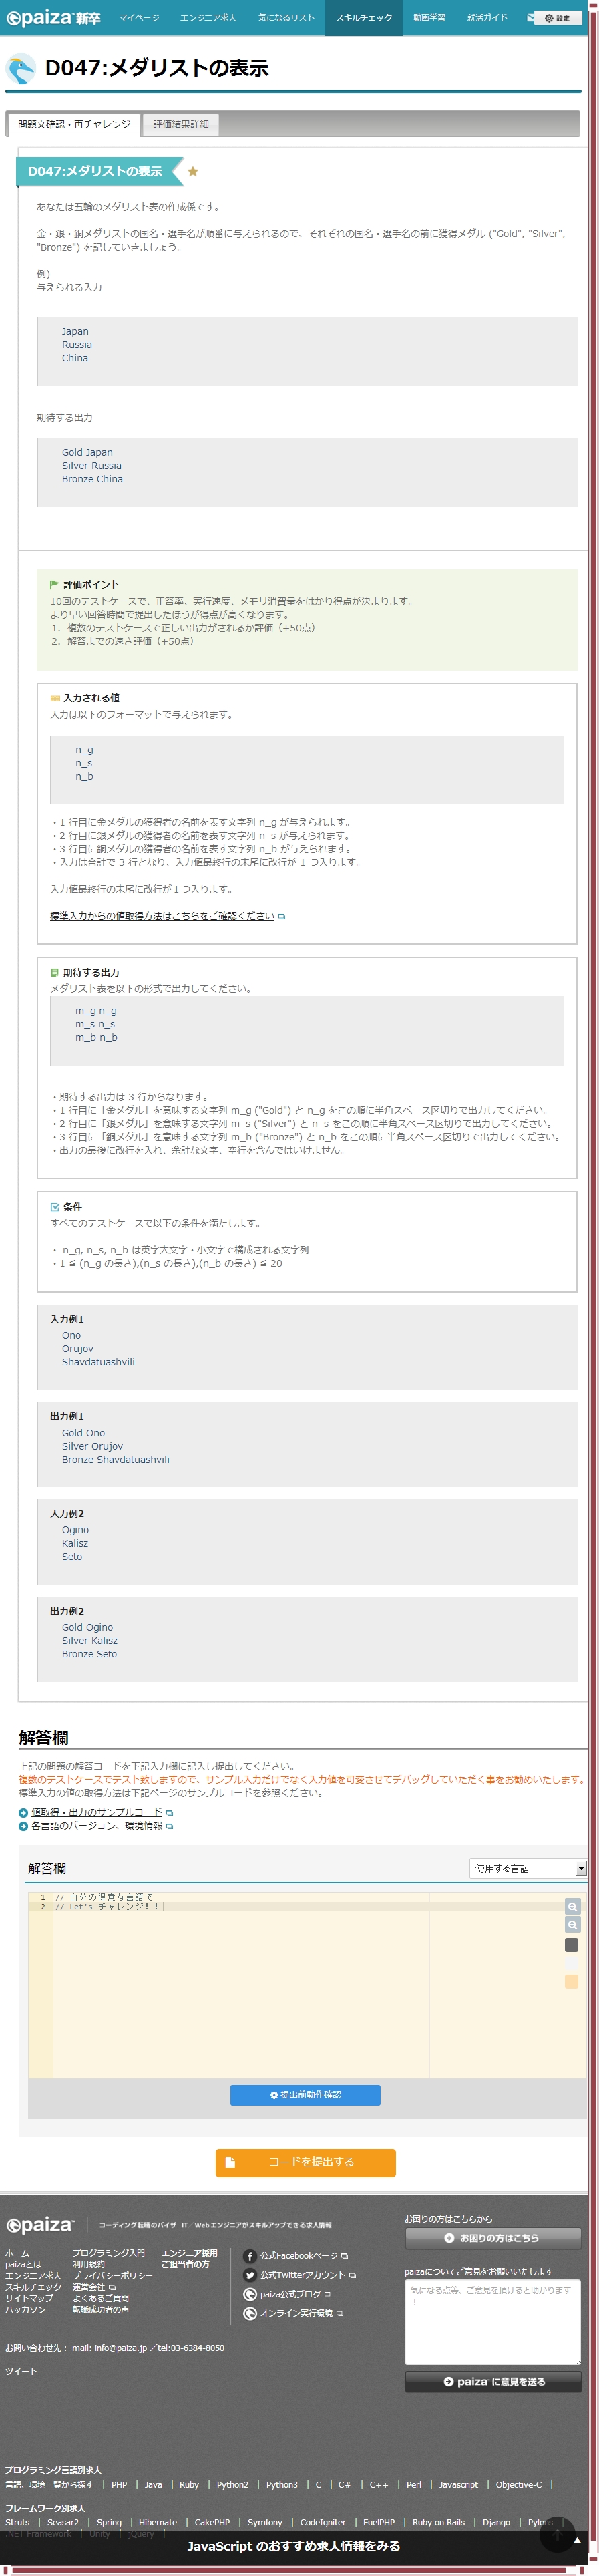 paiza 新卒 マイページ エンジニア求人 気になるリスト スキルチェック 動画学習 就活ガイド 設定
D047:メダリストの表示
問題文確認・再チャレンジ 評価結果詳細
D047:メダリストの表示
あなたは五輪のメダリスト表の作成係です。
金・銀・銅メダリストの国名・選手名が順番に与えられるので、それぞれの国名・選手名の前に獲得メダル ("Gold", "Silver",
"Bronze") を記していきましょう。
例)
与えられる入力
Japan
Russia
China
期待する出力
Gold Japan
Silver Russia
Bronze China
評価ポイント
10回のテストケースで、正答率、実行速度、メモリ消費量をはかり得点が決まります。
より早い回答時間で提出したほうが得点が高くなります。
1. 複数のテストケースで正しい出力がされるか評価（+50点）
2. 解答までの速さ評価（+50点）
入力される値
入力は以下のフォーマットで与えられます。
n_g
n_s
n_b
・1 行目に金メダルの獲得者の名前を表す文字列 n_g が与えられます。
・2 行目に銀メダルの獲得者の名前を表す文字列 n_s が与えられます。
・3 行目に銅メダルの獲得者の名前を表す文字列 n_b が与えられます。
・入力は合計で 3 行となり、入力値最終行の末尾に改行が 1 つ入ります。
入力値最終行の末尾に改行が１つ入ります。
標準入力からの値取得方法はこちらをご確認ください
期待する出力
メダリスト表を以下の形式で出力してください。
m_g n_g
m_s n_s
m_b n_b
・期待する出力は 3 行からなります。
・1 行目に「金メダル」を意味する文字列 m_g ("Gold") と n_g をこの順に半角スペース区切りで出力してください。
・2 行目に「銀メダル」を意味する文字列 m_s ("Silver") と n_s をこの順に半角スペース区切りで出力してください。
・3 行目に「銅メダル」を意味する文字列 m_b ("Bronze") と n_b をこの順に半角スペース区切りで出力してください。
・出力の最後に改行を入れ、余計な文字、空行を含んではいけません。
条件
すべてのテストケースで以下の条件を満たします。
・ n_g, n_s, n_b は英字大文字・小文字で構成される文字列
・1 ≦ (n_g の長さ),(n_s の長さ),(n_b の長さ) ≦ 20
入力例1
Ono
Orujov
Shavdatuashvili
出力例1
Gold Ono
Silver Orujov
Bronze Shavdatuashvili
入力例2
Ogino
Kalisz
Seto
出力例2
Gold Ogino
Silver Kalisz
Bronze Seto
解答欄
上記の問題の解答コードを下記入力欄に記入し提出してください。
複数のテストケースでテスト致しますので、サンプル入力だけでなく入力値を可変させてデバッグしていただく事をお勧めいたします。
標準入力の値の取得方法は下記ページのサンプルコードを参照ください。
値取得・出力のサンプルコード
各言語のバージョン、環境情報
解答欄 使用する言語
1 // 自分の得意な言語で
2 // Let's チャレンジ！！
提出前動作確認
コードを提出する
paiza コーディング転職のパイザ IT／Webエンジニアがスキルアップできる求人情報
お困りの方はこちらから
お困りの方はこちら
ホーム プログラミング入門 エンジニア採用
paizaとは 利用規約 ご担当者の方
エンジニア求人 プライバシーポリシー
スキルチェック 運営会社
サイトマップ よくあるご質問
ハッカソン 転職成功者の声
公式Facebookページ
公式Twitterアカウント
paiza公式ブログ
オンライン実行環境
paizaについてご意見をお願いいたします
気になる点等、ご意見を頂けると助かります
！
paiza に意見を送る
お問い合わせ先： mail: info@paiza.jp ／tel:03-6384-8050
ツイート
プログラミング言語別求人
言語、環境一覧から探す | PHP | Java | Ruby | Python2 | Python3 | C | C# | C++ | Perl | Javascript | Objective-C |
フレームワーク別求人
Struts | Seasar2 | Spring | Hibernate | CakePHP | Symfony | CodeIgniter | FuelPHP | Ruby on Rails | Django | Pylons |
.NET Framework | Unity | jQuery |
JavaScript のおすすめ求人情報をみる